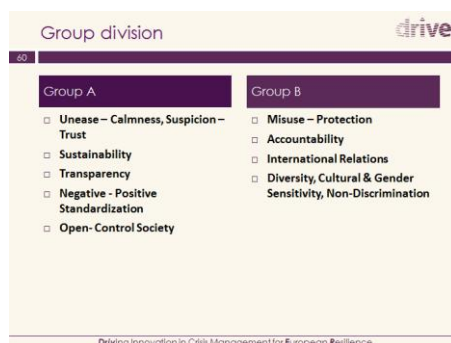 Group division
drive
60
Group A
Unease – Calmness, Suspicion –
Trust
Sustainability
Transparency
Negative - Positive
Standardization
Open- Control Society
Group B
Misuse – Protection
Accountability
International Relations
Diversity, Cultural & Gender
Sensitivity, Non-Discrimination
Driving Innovation in Crisis Management for European Resilience